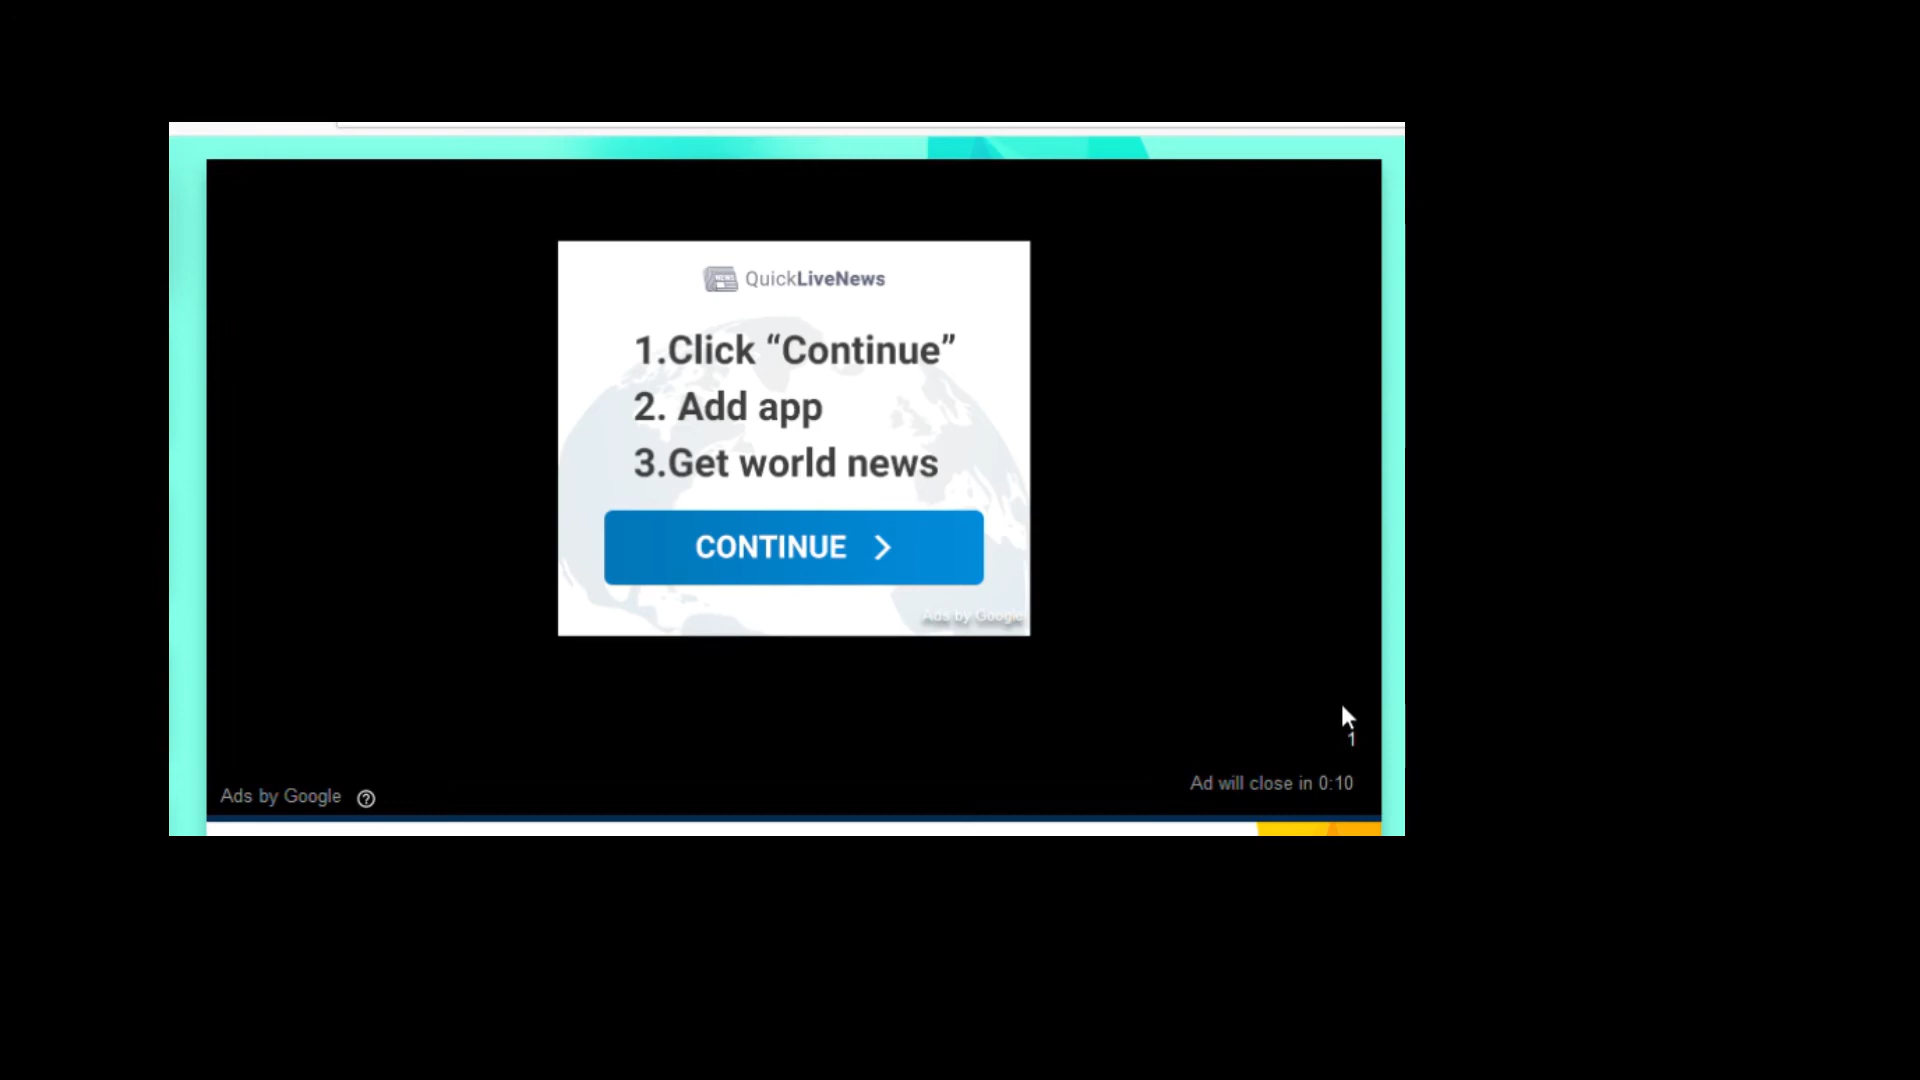 QuickLiveNews
1.Click “Continue”
2. Add app
3.Get world news
CONTINUE
Ads by Google
1
Ad will close in 0:10
Ads by Google